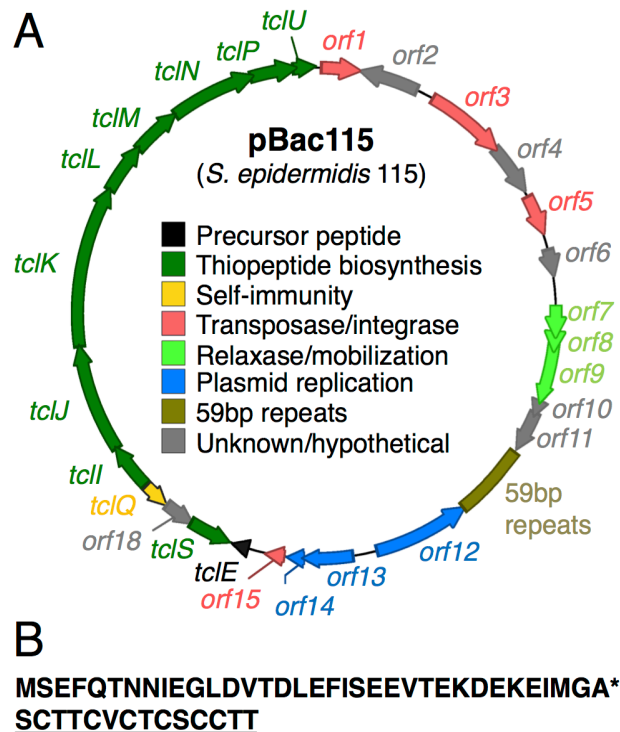 A
tclU
orf1
orf2
tclP
tclN
orf3
tclM
pBac115
orf4
tclL
(S. epidermidis 115)
orf5
Precursor peptide
tclK
Thiopeptide biosynthesis
orf6
Self-immunity
Transposase/integrase
orf7
Relaxase/mobilization
orf8
Plasmid replication
orf9
59bp repeats
tclJ
orf10
Unknown/hypothetical
orf11
tclI
tclQ
59bp
repeats
orf18
tclS
orf12
tclE
orf13
orf15
orf14
B
MSEFQTNNIEGLDVTDLEFISEEVTEKDEKEIMGA*
SCTTCVCTCSCCTT